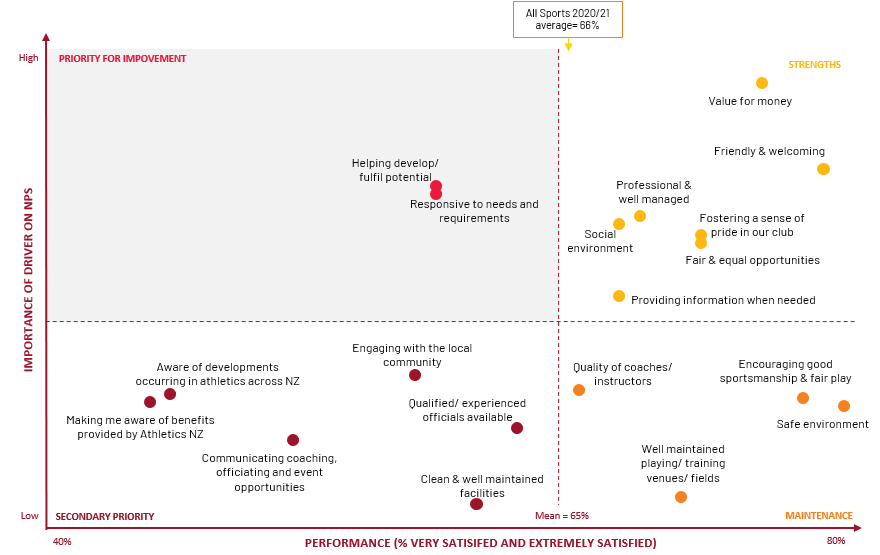 All Sports 2020/21
average= 66%
High
PRIORITY FOR IMPOVEMENT
STRENGTHS
Value for money
Friendly & welcoming
Helping develop/
fulfil potential
Responsive to needs and
requirements
Professional &
well managed
Social
environment
Fostering a sense of
pride in our club
Fair & equal opportunities
Providing information when needed
IMPORTANCE OF DRIVER ON NPS
Engaging with the local
community
Aware of developments
occurring in athletics across NZ
Making me aware of benefits
provided by Athletics NZ
Qualified/ experienced
officials available
Communicating coaching,
officiating and event
opportunities
Clean & well maintained
facilities
Quality of coaches/
instructors
Encouraging good
sportsmanship & fair play
Safe environment
Well maintained
playing/ training
venues/ fields
Low
SECONDARY PRIORITY
Mean = 65%
MAINTENANCE
40%
PERFORMANCE (% VERY SATISIFED AND EXTREMELY SATISFIED)
80%